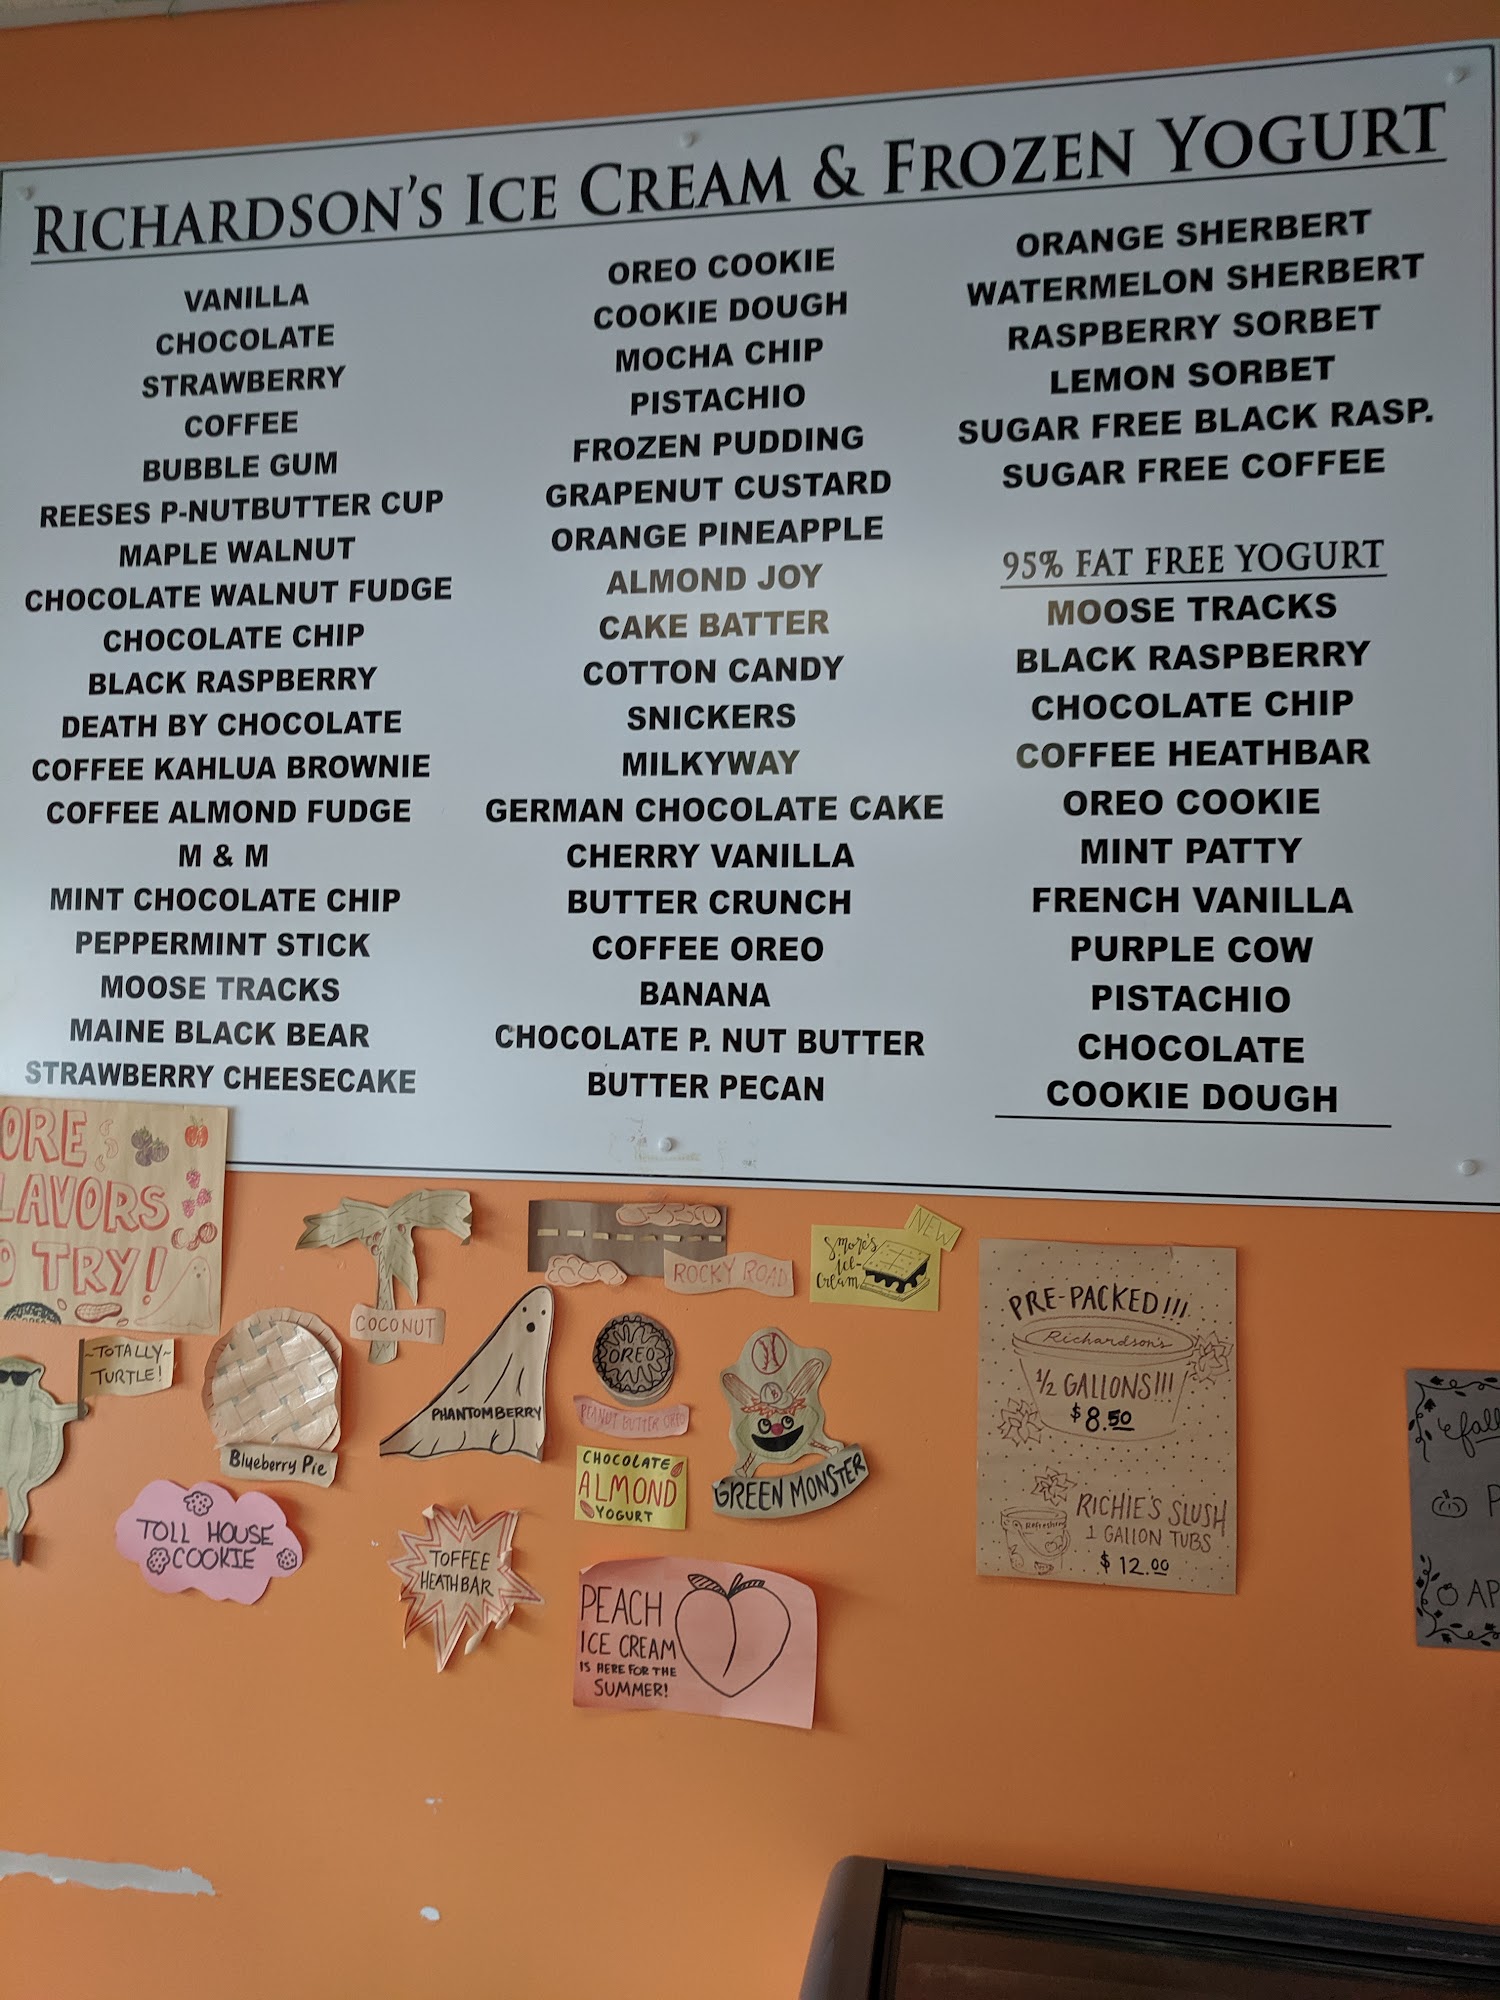 RICHARDSON'S ICE CREAM & FROZEN YOGURT
VANILLA
CHOCOLATE
STRAWBERRY
COFFEE
BUBBLE GUM
REESES P-NUTBUTTER CUP
MAPLE WALNUT
CHOCOLATE WALNUT FUDGE
CHOCOLATE CHIP
BLACK RASPBERRY
DEATH BY CHOCOLATE
COFFEE KAHLUA BROWNIE
COFFEE ALMOND FUDGE
M & M
MINT CHOCOLATE CHIP
PEPPERMINT STICK
MOOSE TRACKS
MAINE BLACK BEAR
STRAWBERRY CHEESECAKE
OREO COOKIE
COOKIE DOUGH
MOCHA CHIP
PISTACHIO
FROZEN PUDDING
GRAPENUT CUSTARD
ORANGE PINEAPPLE
ALMOND JOY
CAKE BATTER
COTTON CANDY
SNICKERS
MILKYWAY
GERMAN CHOCOLATE CAKE
CHERRY VANILLA
BUTTER CRUNCH
COFFEE OREO
BANANA
CHOCOLATE P. NUT BUTTER
BUTTER PECAN
ORANGE SHERBERT
WATERMELON SHERBERT
RASPBERRY SORBET
LEMON SORBET
SUGAR FREE BLACK RASP.
SUGAR FREE COFFEE
95% FAT FREE YOGURT
MOOSE TRACKS
BLACK RASPBERRY
CHOCOLATE CHIP
COFFEE HEATHBAR
OREO COOKIE
MINT PATTY
FRENCH VANILLA
PURPLE COW
PISTACHIO
CHOCOLATE
COOKIE DOUGH
ORE
LAVORS
O TRY!
~TOTALLY~
TURTLE!
Blueberry Pie
TOLL HOUSE
COOKIE
COCONUT
PHANTOMBERRY
TOFFEE
HEATHBAR
ROCKY ROAD
OREO
PEANUT BUTTER OREO
CHOCOLATE
ALMOND
YOGURT
PEACH
ICE CREAM
IS HERE FOR THE
SUMMER!
B
GREEN MONSTER
NEW
S'mores
ice-
Cream
PRE-PACKED!!!
Richardson's
1/2 GALLONS!!!
$8.50
Refreshing
RICHIE'S SLUSH
1 GALLON TUBS
$12.00
fall
P
AP